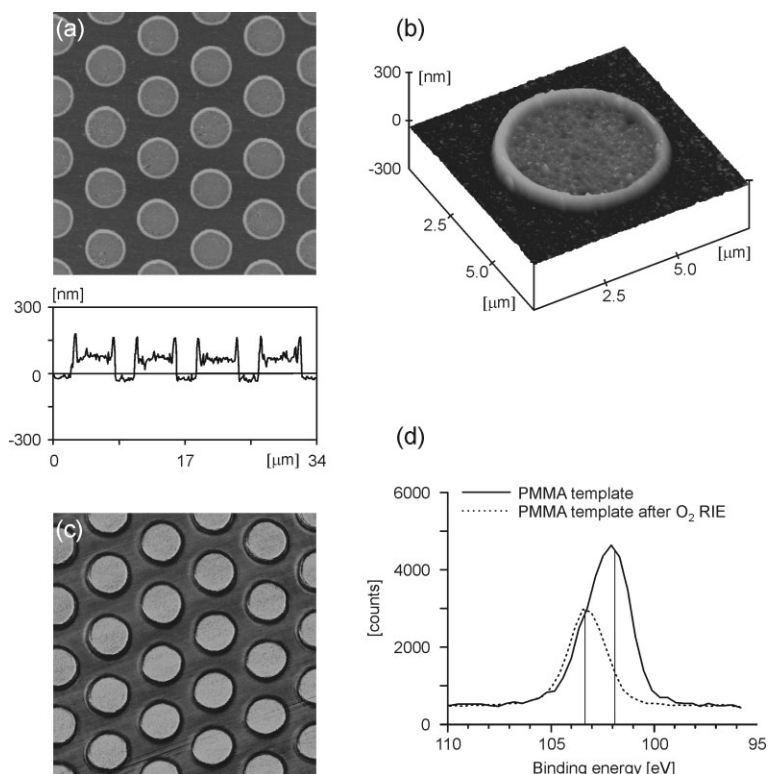 (a)
[nm]
300
0
-300
0
17
[μm]
34
(b)
300
[nm]
0
-300
2.5
5.0
[μm]
[μm]
2.5
5.0
(c)
(d)
PMMA template
PMMA template after O₂ RIE
6000
4000
2000
0
[counts]
110
105
100
95
Binding energy [eV]